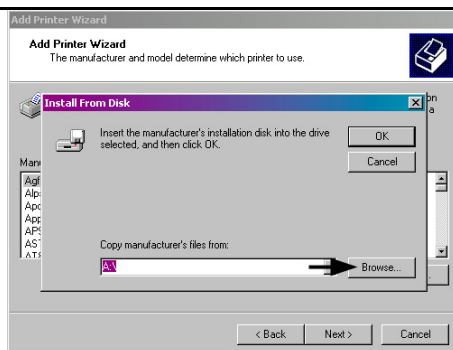 Add Printer Wizard
Add Printer Wizard
The manufacturer and model determine which printer to use.
Install From Disk
Insert the manufacturer's installation disk into the drive
selected, and then click OK.
OK
Cancel
Copy manufacturer's files from:
A:\
Browse...
< Back
Next >
Cancel